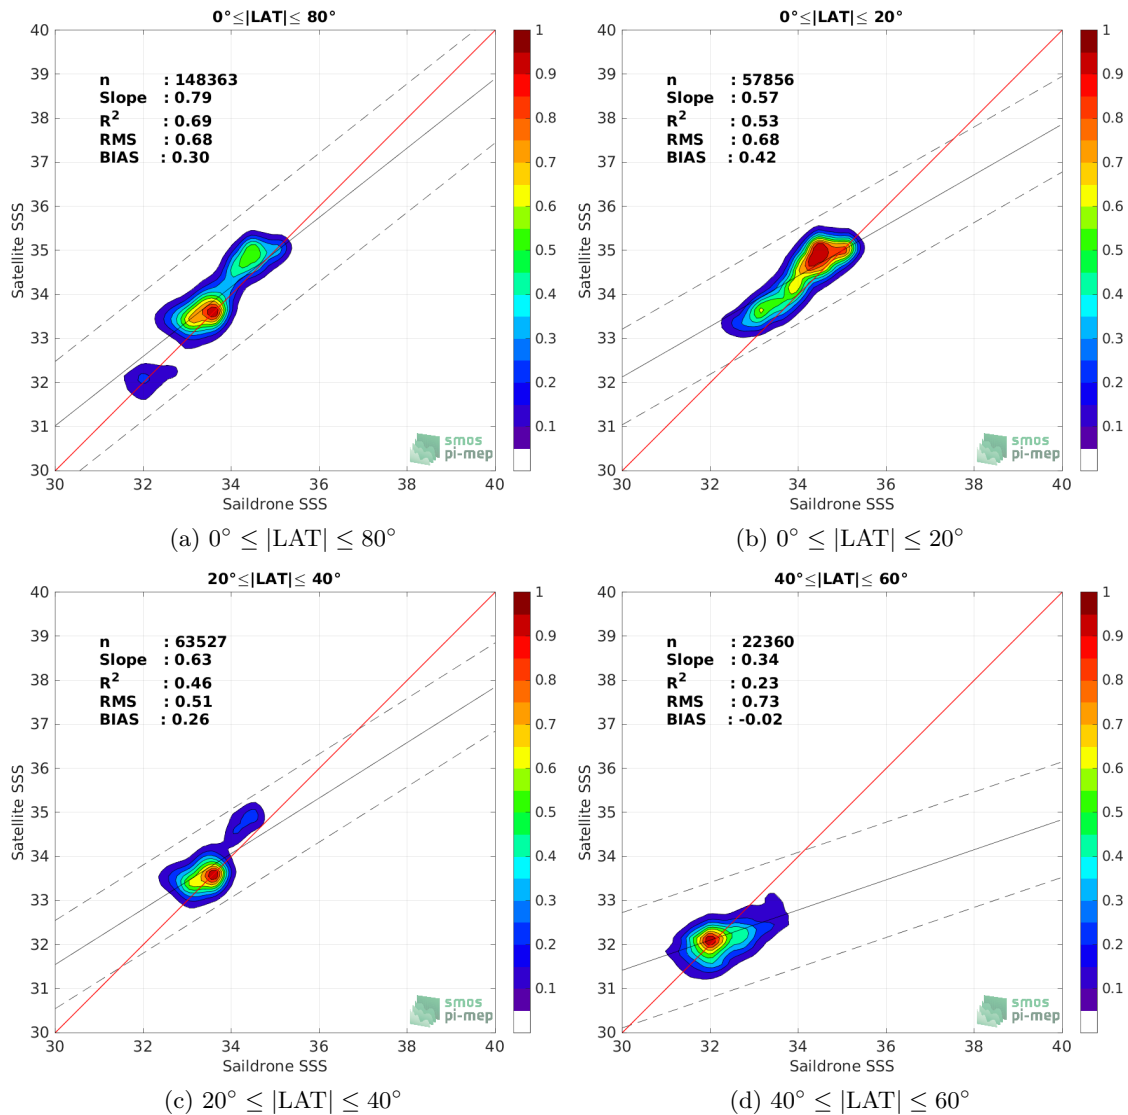 0°≤|LAT|≤ 80°
40
39
38
37
36
35
34
33
32
31
30
n : 148363
Slope : 0.79
R² : 0.69
RMS : 0.68
BIAS : 0.30
Satellite SSS
30 32 34 36 38 40
Saildrone SSS
smos
pi-mep
1
0.9
0.8
0.7
0.6
0.5
0.4
0.3
0.2
0.1
(a) 0° ≤ |LAT| ≤ 80°
0°≤|LAT|≤ 20°
40
39
38
37
36
35
34
33
32
31
30
n : 57856
Slope : 0.57
R² : 0.53
RMS : 0.68
BIAS : 0.42
Satellite SSS
30 32 34 36 38 40
Saildrone SSS
smos
pi-mep
1
0.9
0.8
0.7
0.6
0.5
0.4
0.3
0.2
0.1
(b) 0° ≤ |LAT| ≤ 20°
20°≤|LAT|≤ 40°
40
39
38
37
36
35
34
33
32
31
30
n : 63527
Slope : 0.63
R² : 0.46
RMS : 0.51
BIAS : 0.26
Satellite SSS
30 32 34 36 38 40
Saildrone SSS
smos
pi-mep
1
0.9
0.8
0.7
0.6
0.5
0.4
0.3
0.2
0.1
(c) 20° ≤ |LAT| ≤ 40°
40°≤|LAT|≤ 60°
40
39
38
37
36
35
34
33
32
31
30
n : 22360
Slope : 0.34
R² : 0.23
RMS : 0.73
BIAS : -0.02
Satellite SSS
30 32 34 36 38 40
Saildrone SSS
smos
pi-mep
1
0.9
0.8
0.7
0.6
0.5
0.4
0.3
0.2
0.1
(d) 40° ≤ |LAT| ≤ 60°